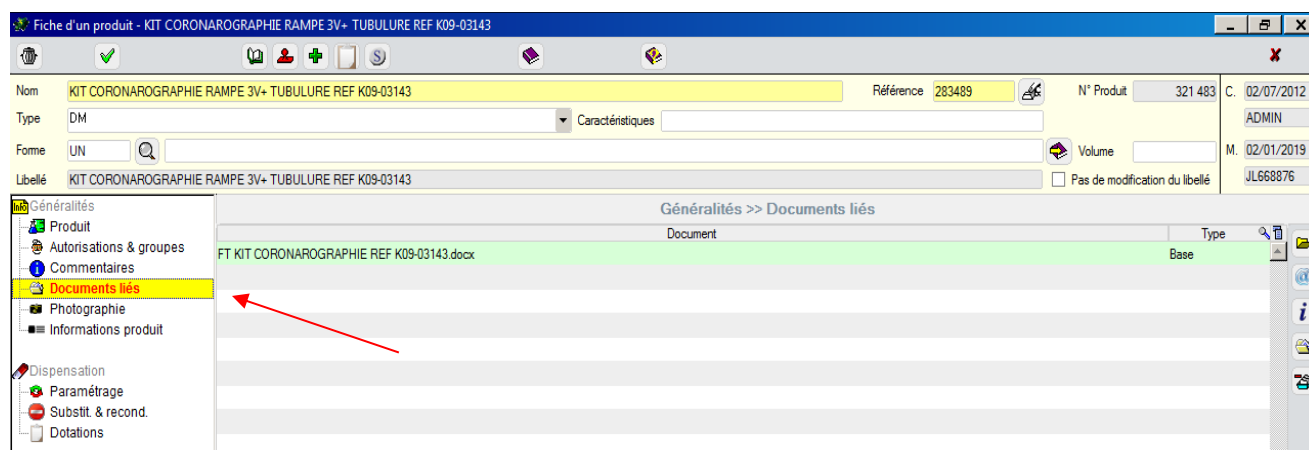 Fiche d'un produit - KIT CORONAROGRAPHIE RAMPE 3V+ TUBULURE REF K09-03143
Nom KIT CORONAROGRAPHIE RAMPE 3V+ TUBULURE REF K09-03143 Référence 283489 N° Produit 321 483 C. 02/07/2012
Type DM Caractéristiques ADMIN
Forme UN Volume M. 02/01/2019
Libellé KIT CORONAROGRAPHIE RAMPE 3V+ TUBULURE REF K09-03143 Pas de modification du libellé JL668876
Info Généralités
Produit
Autorisations & groupes
Commentaires
Documents liés
Photographie
Informations produit
Dispensation
Paramétrage
Substit. & recond.
Dotations
Généralités >> Documents liés
Document Type
FT KIT CORONAROGRAPHIE REF K09-03143.docx Base